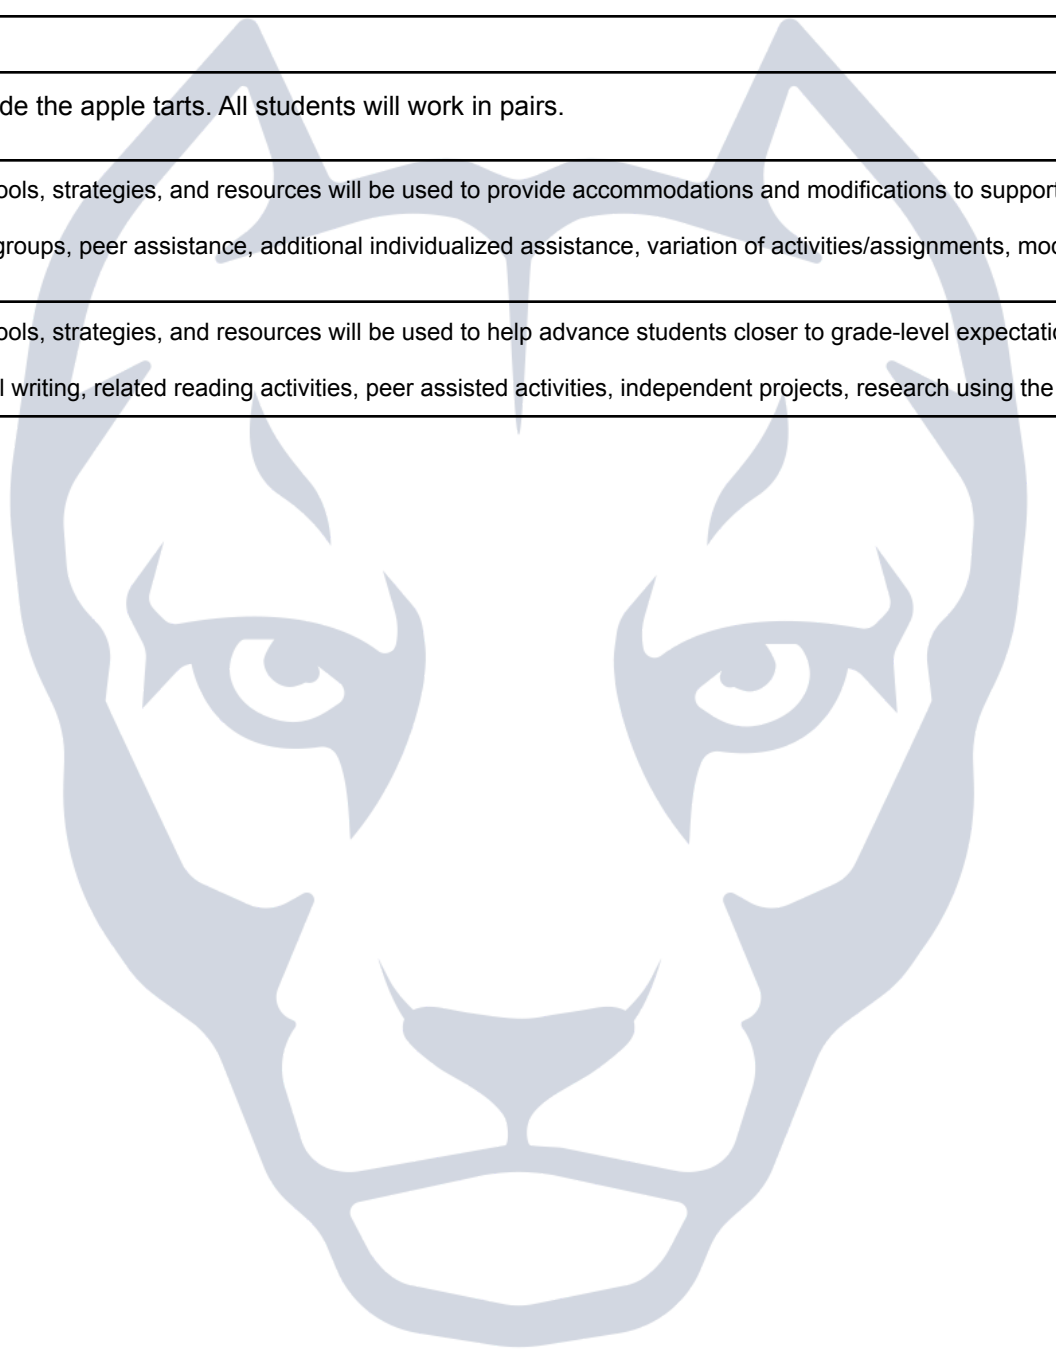 de the apple tarts. All students will work in pairs.
ools, strategies, and resources will be used to provide accommodations and modifications to support
groups, peer assistance, additional individualized assistance, variation of activities/assignments,
ools, strategies, and resources will be used to help advance students closer to grade-level
l writing, related reading activities, peer assisted activities, independent projects, research using the